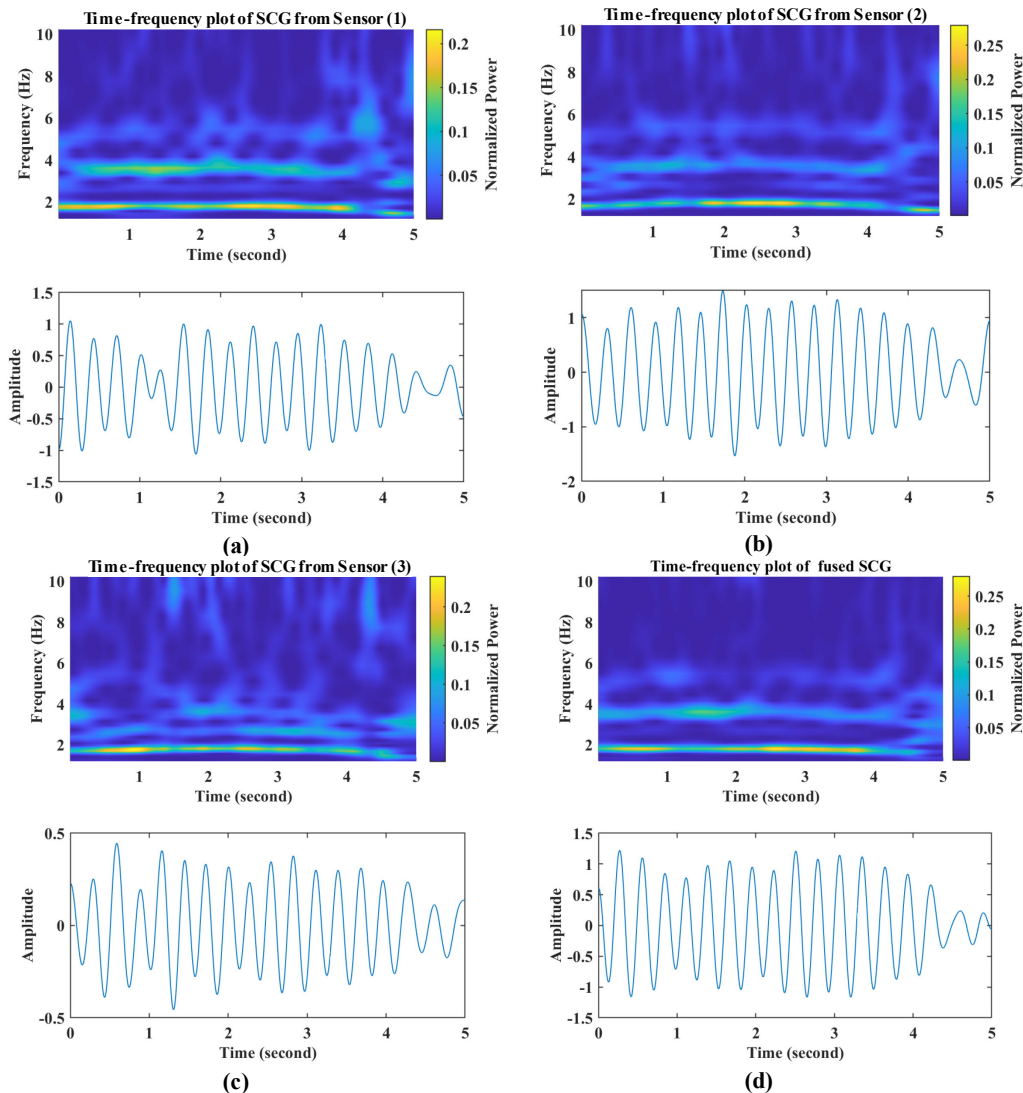 Time-frequency plot of SCG from Sensor (1)
10
8
6
4
2
Frequency (Hz)
1 2 3 4 5
Time (second)
0.2
0.15
0.1
0.05
Normalized Power
1.5
1
0.5
0
-0.5
-1
-1.5
Amplitude
0 1 2 3 4 5
Time (second)
(a)
Time-frequency plot of SCG from Sensor (2)
10
8
6
4
2
Frequency (Hz)
1 2 3 4 5
Time (second)
0.25
0.2
0.15
0.1
0.05
Normalized Power
1
0
-1
-2
Amplitude
0 1 2 3 4 5
Time (second)
(b)
Time-frequency plot of SCG from Sensor (3)
10
8
6
4
2
Frequency (Hz)
1 2 3 4 5
Time (second)
0.2
0.15
0.1
0.05
Normalized Power
0.5
0
-0.5
Amplitude
0 1 2 3 4 5
Time (second)
(c)
Time-frequency plot of fused SCG
10
8
6
4
2
Frequency (Hz)
1 2 3 4 5
Time (second)
0.25
0.2
0.15
0.1
0.05
Normalized Power
1.5
1
0.5
0
-0.5
-1
-1.5
Amplitude
0 1 2 3 4 5
Time (second)
(d)